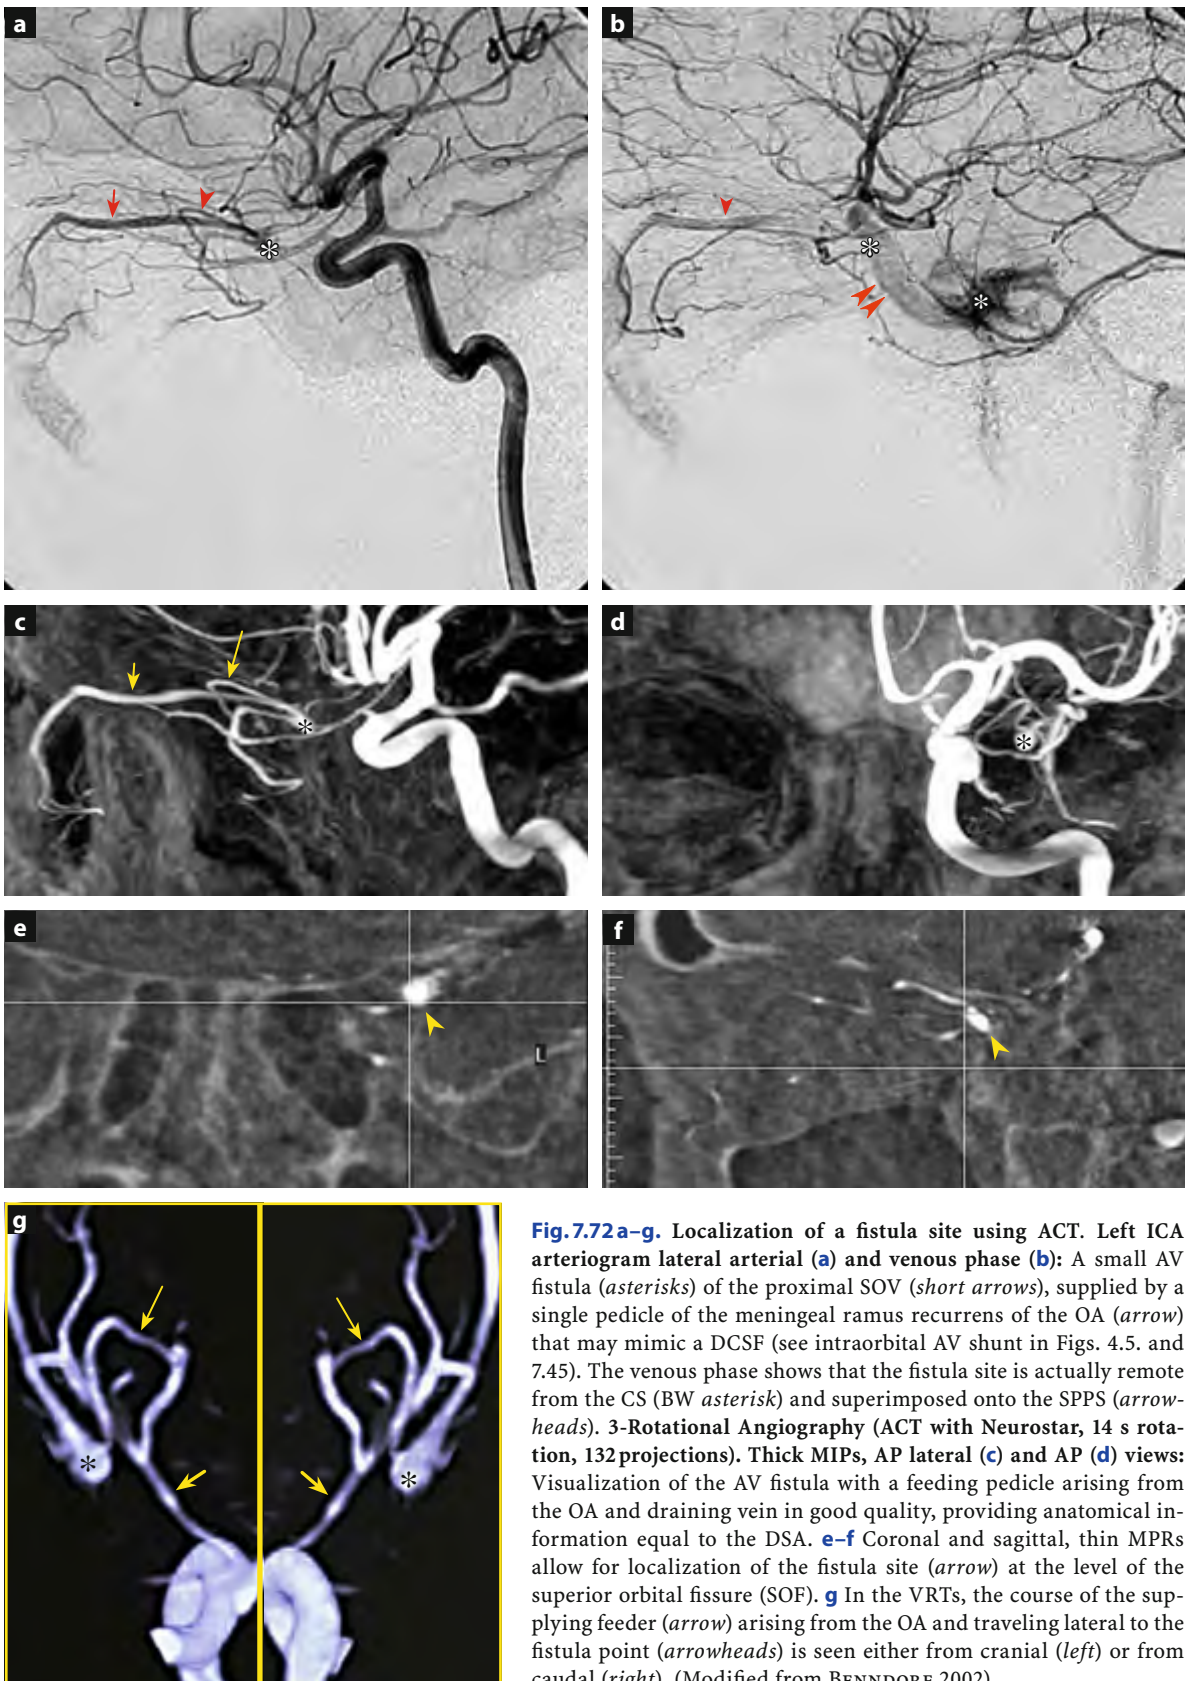 a
b
c
d
e
f
L
g
Fig. 7.72 a–g. Localization of a fistula site using ACT. Left ICA
arteriogram lateral arterial (a) and venous phase (b): A small AV
fistula (asterisks) of the proximal SOV (short arrows), supplied by a
single pedicle of the meningeal ramus recurrens of the OA (arrow)
that may mimic a DCSF (see intraorbital AV shunt in Figs. 4.5. and
7.45). The venous phase shows that the fistula site is actually remote
from the CS (BW asterisk) and superimposed onto the SPPS (arrow-
heads). 3-Rotational Angiography (ACT with Neurostar, 14 s rota-
tion, 132 projections). Thick MIPs, AP lateral (c) and AP (d) views:
Visualization of the AV fistula with a feeding pedicle arising from
the OA and draining vein in good quality, providing anatomical in-
formation equal to the DSA. e–f Coronal and sagittal, thin MPRs
allow for localization of the fistula site (arrow) at the level of the
superior orbital fissure (SOF). g In the VRTs, the course of the sup-
plying feeder (arrow) arising from the OA and traveling lateral to the
fistula point (arrowheads) is seen either from cranial (left) or from
caudal (right). (Modified from BENNDORF 2002)